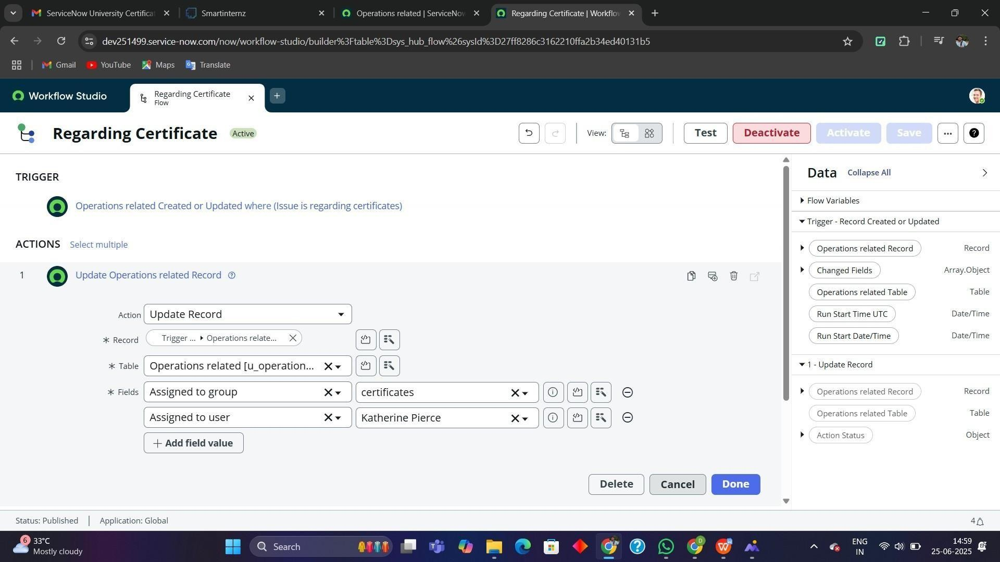 ServiceNow University Certificat
Smartinternz
Operations related | ServiceNow
Regarding Certificate | Workflow
dev251499.service-now.com/now/workflow-studio/builder%3Ftable%3Dsys_hub_flow%26sysId%3D27ff8286c3162210ffa2b34ed40131b5
Gmail
YouTube
Maps
Translate
Workflow Studio
Regarding Certificate
Flow
Regarding Certificate
Active
View:
Test
Deactivate
Activate
Save
TRIGGER
Operations related Created or Updated where (Issue is regarding certificates)
ACTIONS
Select multiple
1
Update Operations related Record
Action
Update Record
* Record
Trigger ... ▸ Operations relate...
* Table
Operations related [u_operation...
* Fields
Assigned to group
certificates
Assigned to user
Katherine Pierce
+ Add field value
Delete
Cancel
Done
Data
Collapse All
Flow Variables
Trigger - Record Created or Updated
Operations related Record
Record
Changed Fields
Array.Object
Operations related Table
Table
Run Start Time UTC
Date/Time
Run Start Date/Time
Date/Time
1 - Update Record
Operations related Record
Record
Operations related Table
Table
Action Status
Object
Status: Published
Application: Global
4
6
33°C
Mostly cloudy
Search
ENG
IN
14:59
25-06-2025